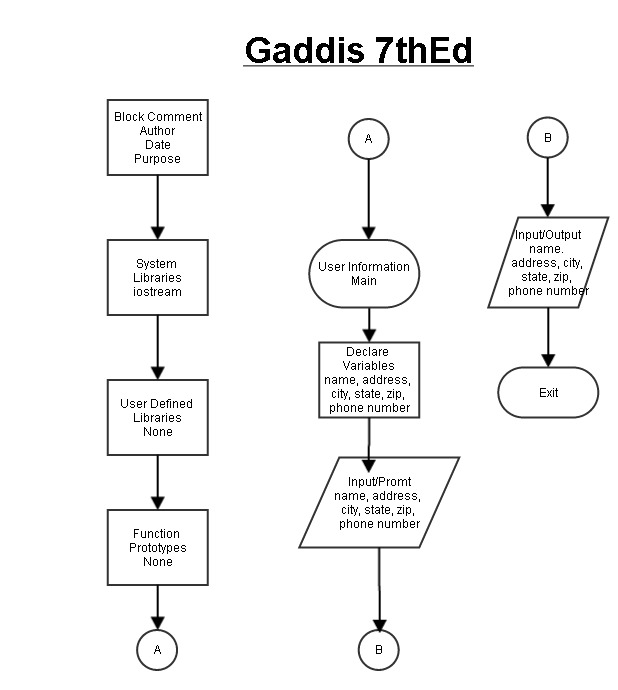 Gaddis 7thEd
Block Comment
Author
Date
Purpose
System
Libraries
iostream
User Defined
Libraries
None
Function
Prototypes
None
A
A
User Information
Main
Declare
Variables
name, address,
city, state, zip,
phone number
Input/Promt
name, address,
city, state, zip,
phone number
B
B
Input/Output
name.
address, city,
state, zip,
phone number
Exit